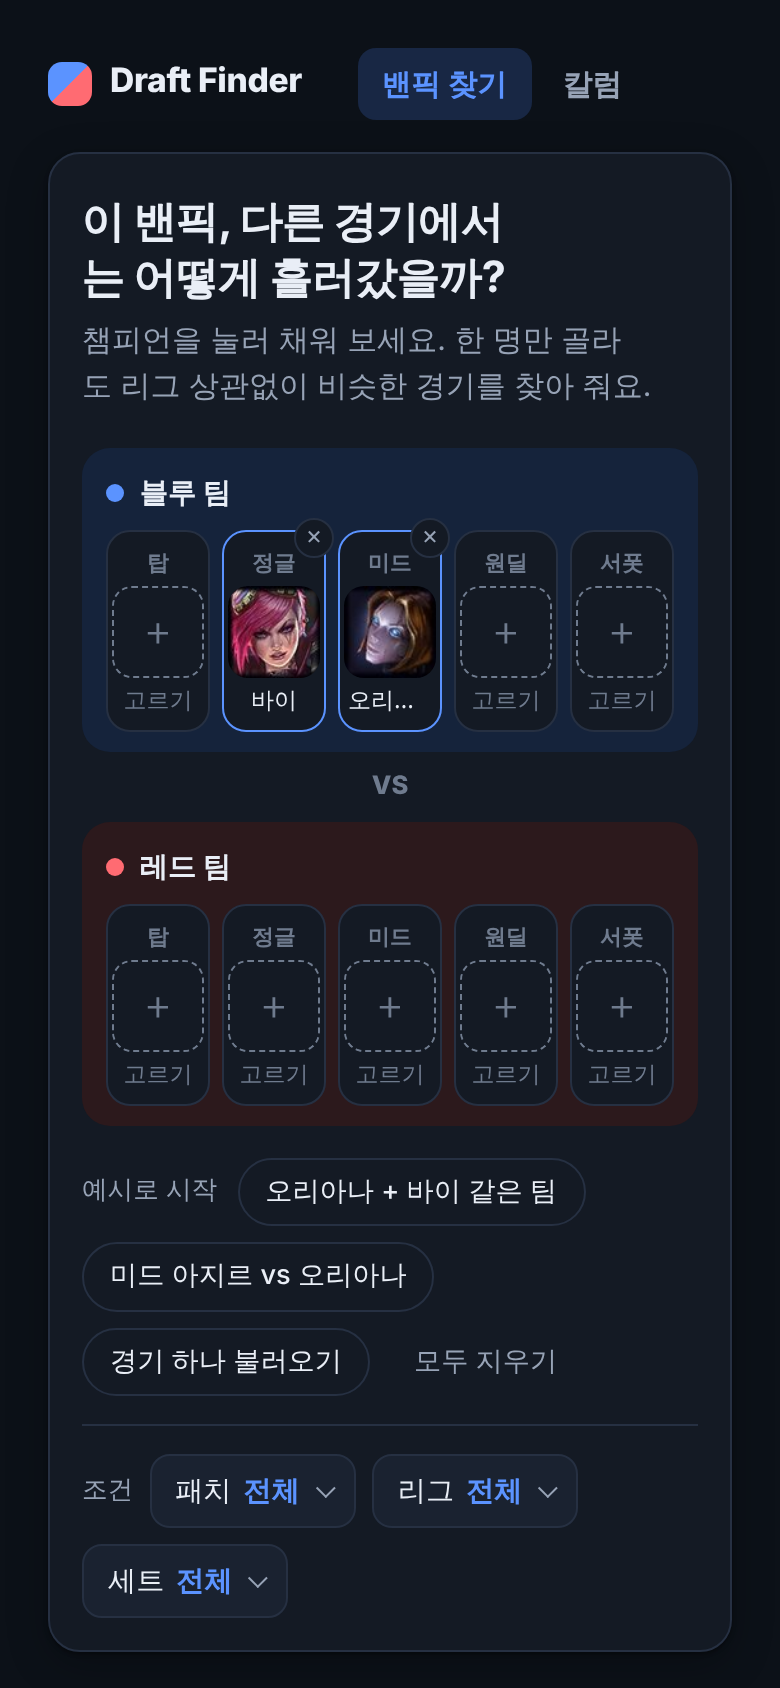 Draft Finder 밴픽 찾기 칼럼
이 밴픽, 다른 경기에서
는 어떻게 흘러갔을까?
챔피언을 눌러 채워 보세요. 한 명만 골라
도 리그 상관없이 비슷한 경기를 찾아 줘요.
블루 팀
탑 정글 미드 원딜 서폿
고르기 바이 오리... 고르기 고르기
VS
레드 팀
탑 정글 미드 원딜 서폿
고르기 고르기 고르기 고르기 고르기
예시로 시작 오리아나 + 바이 같은 팀
미드 아지르 vs 오리아나
경기 하나 불러오기 모두 지우기
조건 패치 전체 리그 전체
세트 전체